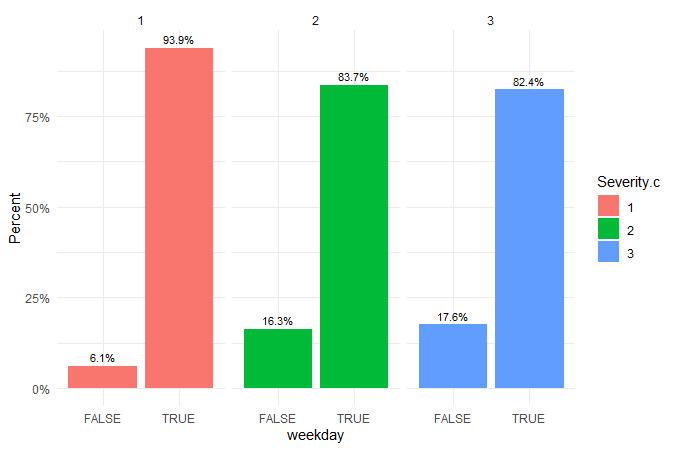 1 2 3
93.9%
83.7%
82.4%
75%
Percent
50%
25%
6.1%
16.3%
17.6%
0%
FALSE TRUE FALSE TRUE FALSE TRUE
weekday
Severity.c
1
2
3